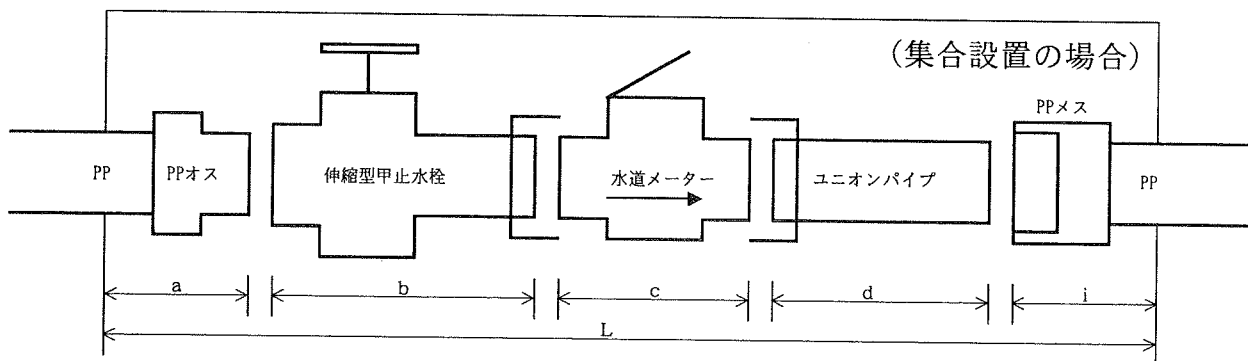 （集合設置の場合）
PPメス
PP
PPオス
伸縮型甲止水栓
水道メーター
ユニオンパイプ
PP
a
b
c
d
i
L